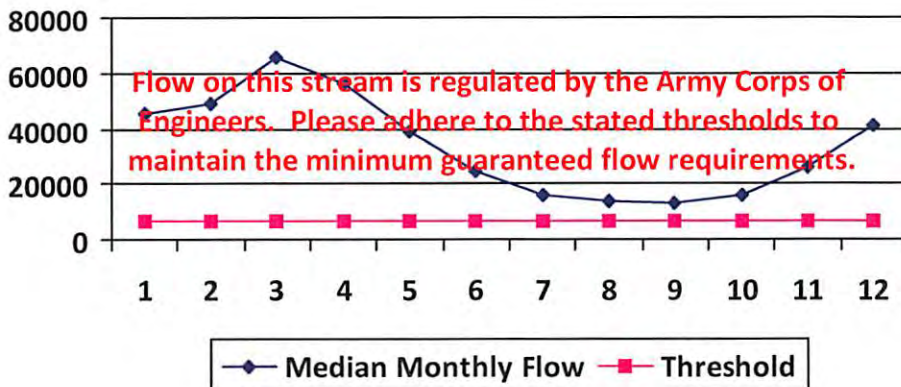 80000
60000
40000
20000
0
Flow on this stream is regulated by the Army Corps of
Engineers. Please adhere to the stated thresholds to
maintain the minimum guaranteed flow requirements.
1 2 3 4 5 6 7 8 9 10 11 12
Median Monthly Flow Threshold